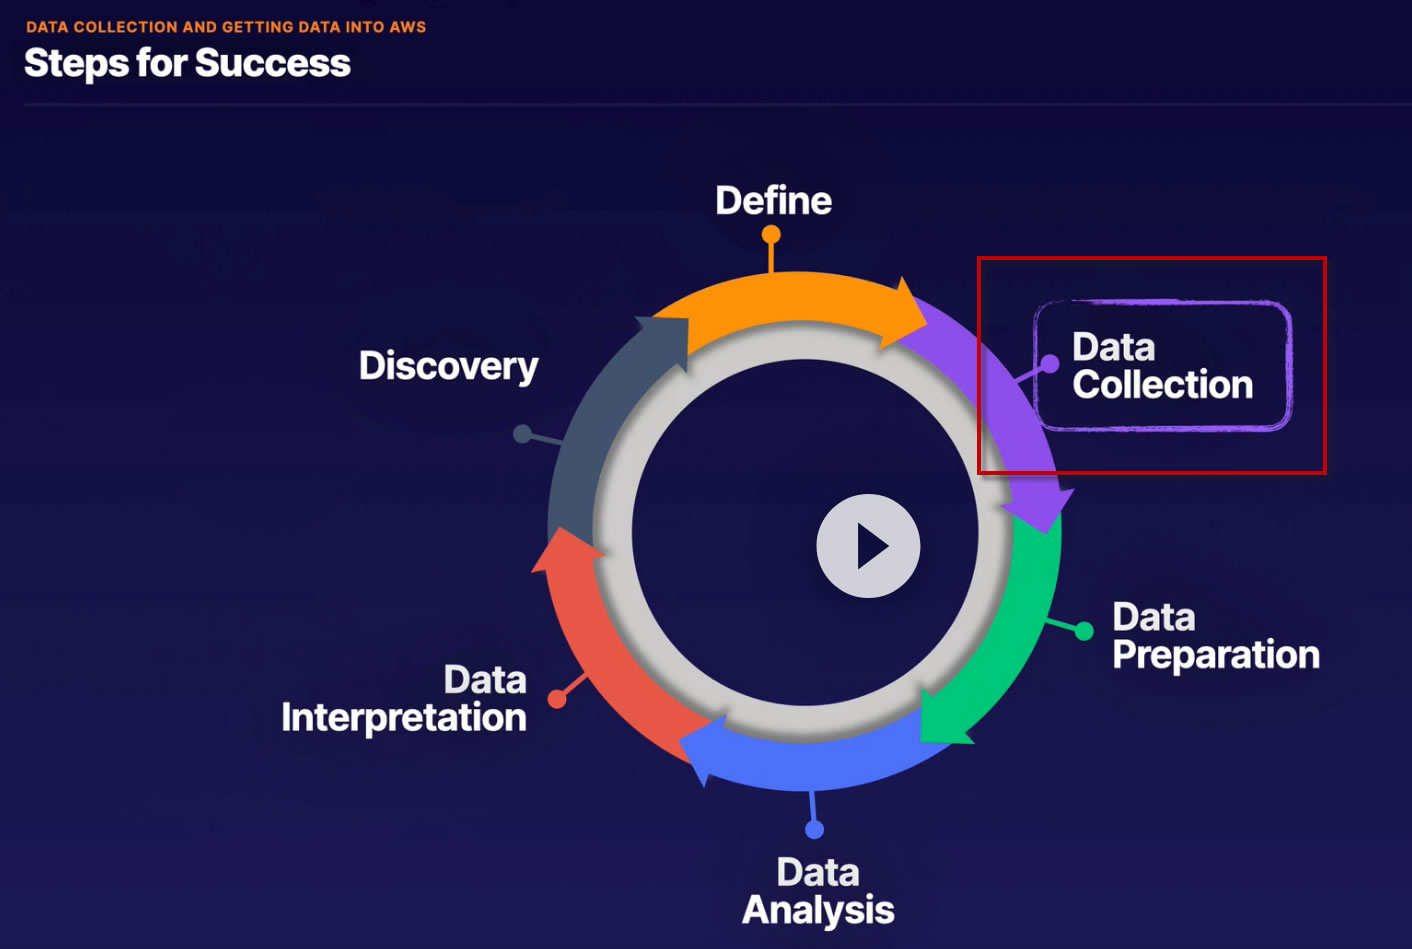 DATA COLLECTION AND GETTING DATA INTO AWS
Steps for Success
Define
Data
Collection
Discovery
Data
Preparation
Data
Interpretation
Data
Analysis